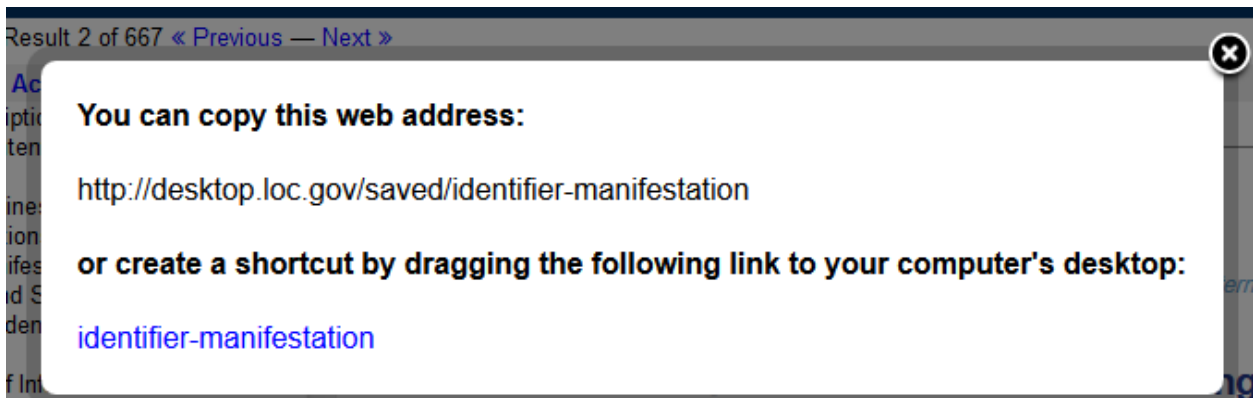 Result 2 of 667 « Previous — Next »
You can copy this web address:
http://desktop.loc.gov/saved/identifier-manifestation
or create a shortcut by dragging the following link to your computer's desktop:
identifier-manifestation